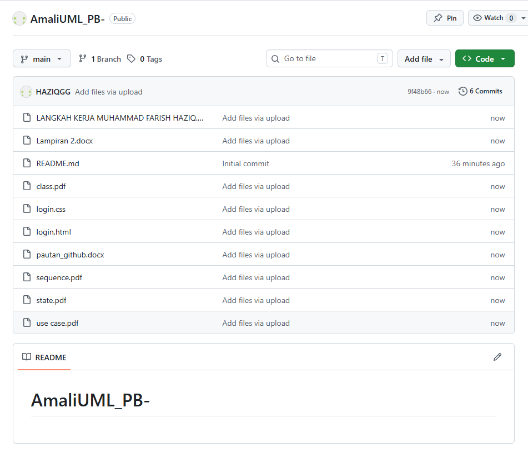 AmaliUML_PB- Public Pin Watch 0
main 1 Branch 0 Tags Go to file T Add file Code
HAZIQGG Add files via upload 9f48b66 · now 6 Commits
LANGKAH KERJA MUHAMMAD FARISH HAZIQ,... Add files via upload now
Lampiran 2.docx Add files via upload now
README.md Initial commit 36 minutes ago
class.pdf Add files via upload now
login.css Add files via upload now
login.html Add files via upload now
pautan_github.docx Add files via upload now
sequence.pdf Add files via upload now
state.pdf Add files via upload now
use case.pdf Add files via upload now
README
AmaliUML_PB-